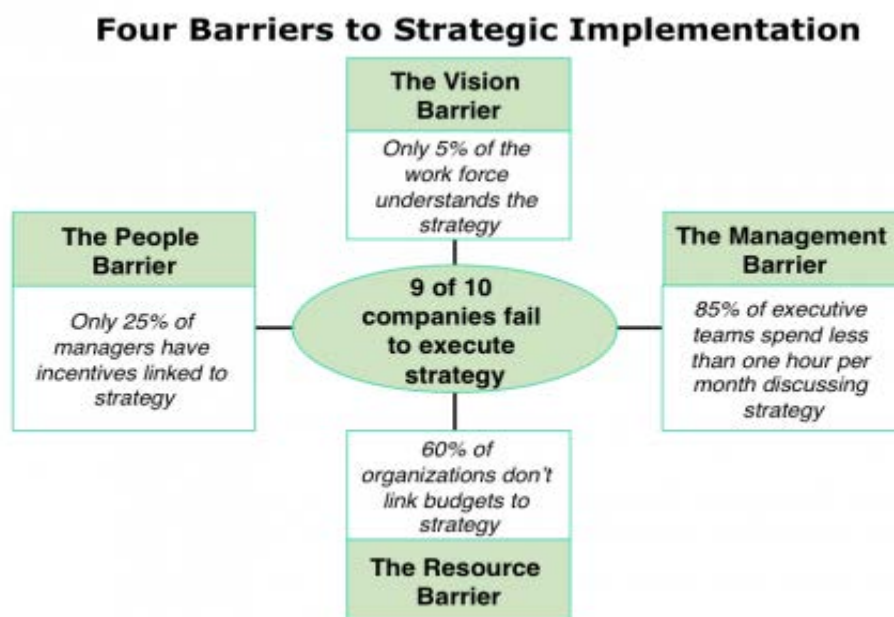 Four Barriers to Strategic Implementation
The Vision
Barrier
Only 5% of the
work force
understands the
strategy
The People
Barrier
Only 25% of
managers have
incentives linked to
strategy
9 of 10
companies fail
to execute
strategy
The Management
Barrier
85% of executive
teams spend less
than one hour per
month discussing
strategy
60% of
organizations don't
link budgets to
strategy
The Resource
Barrier